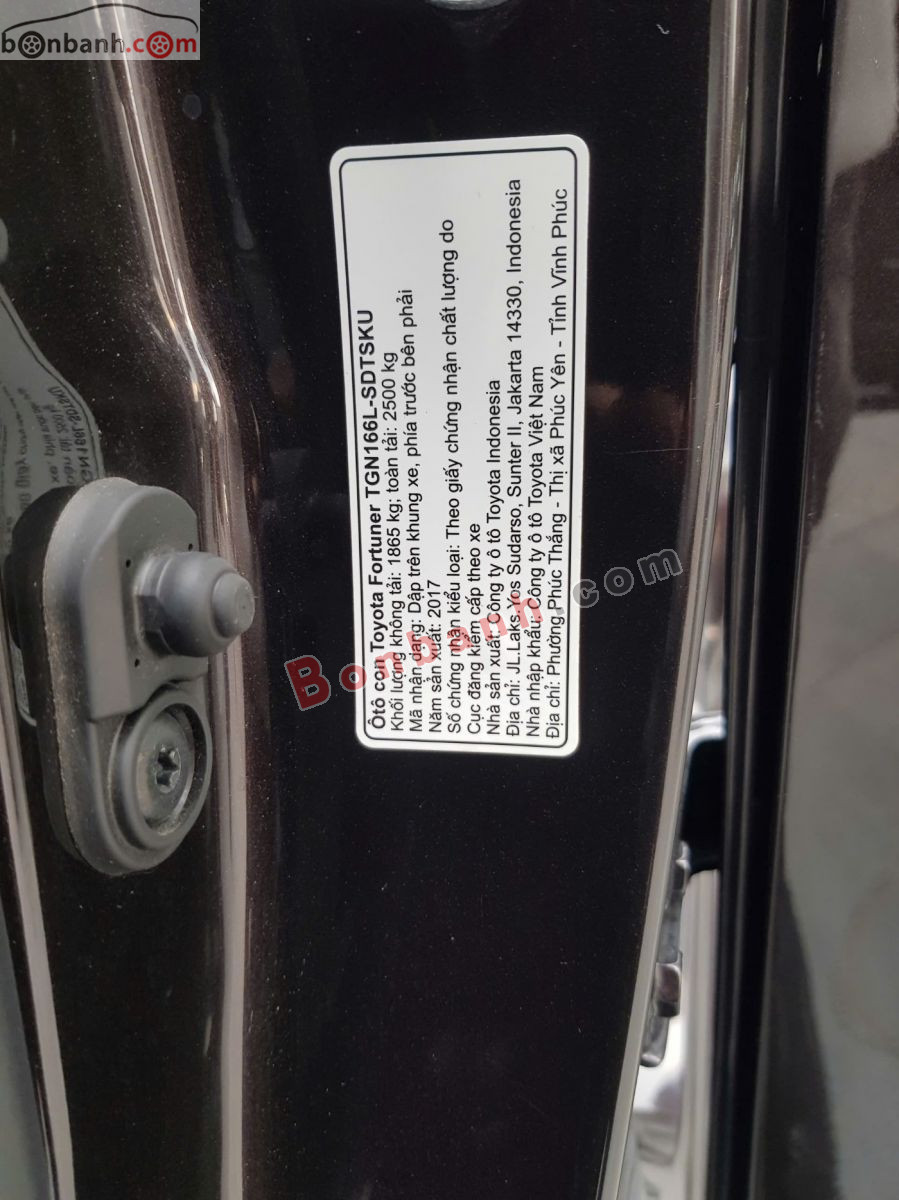 bonbanh.com
Ôtô con Toyota Fortuner TGN166L-SDTSKU
Khối lượng không tải: 1865 kg; toàn tải: 2500 kg
Mã nhận dạng: Dập trên khung xe, phía trước bên phải
Năm sản xuất: 2017
Số chứng nhận kiểu loại: Theo giấy chứng nhận chất lượng do
Cục đăng kiểm cấp theo xe
Nhà sản xuất: Công ty ô tô Toyota Indonesia
Địa chỉ: JL.Laks.Yos Sudarso, Sunter II, Jakarta 14330, Indonesia
Nhà nhập khẩu: Công ty ô tô Toyota Việt Nam
Địa chỉ: Phường Phúc Thắng - Thị xã Phúc Yên - Tỉnh Vĩnh Phúc
Bonbanh.com